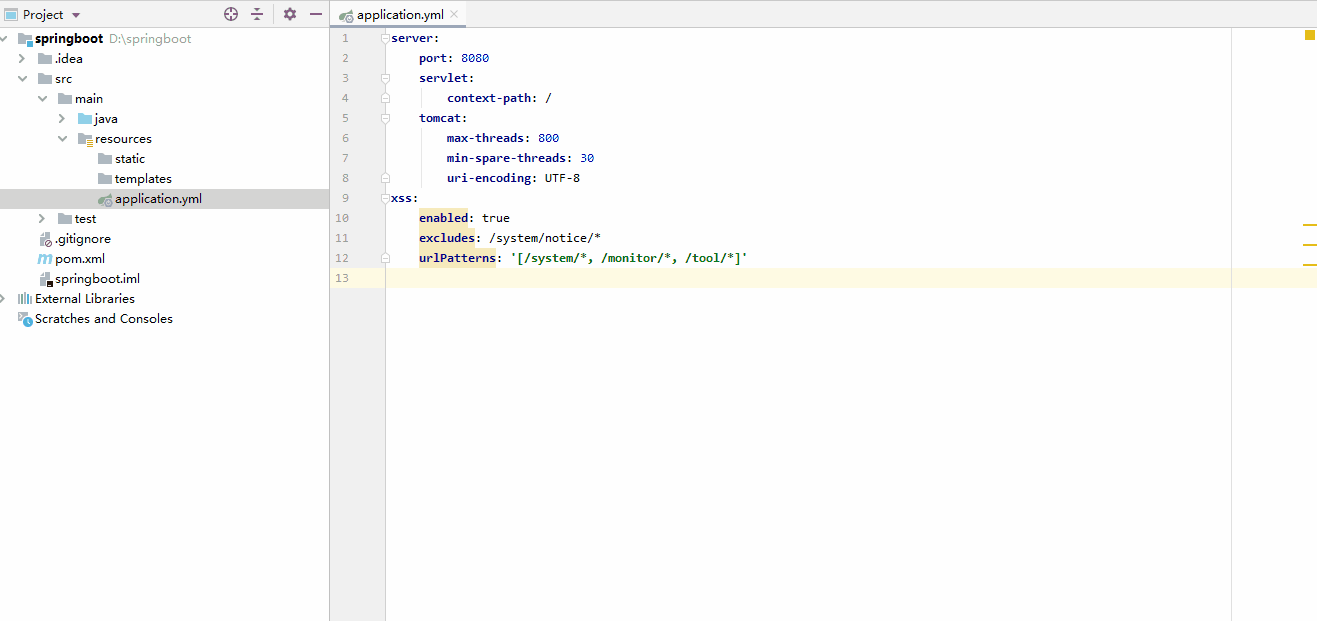 Project
springboot D:\springboot
.idea
src
main
java
resources
static
templates
application.yml
test
.gitignore
pom.xml
springboot.iml
External Libraries
Scratches and Consoles
application.yml
1 server:
2 port: 8080
3 servlet:
4 context-path: /
5 tomcat:
6 max-threads: 800
7 min-spare-threads: 30
8 uri-encoding: UTF-8
9 xss:
10 enabled: true
11 excludes: /system/notice/*
12 urlPatterns: '[/system/*, /monitor/*, /tool/*]'
13